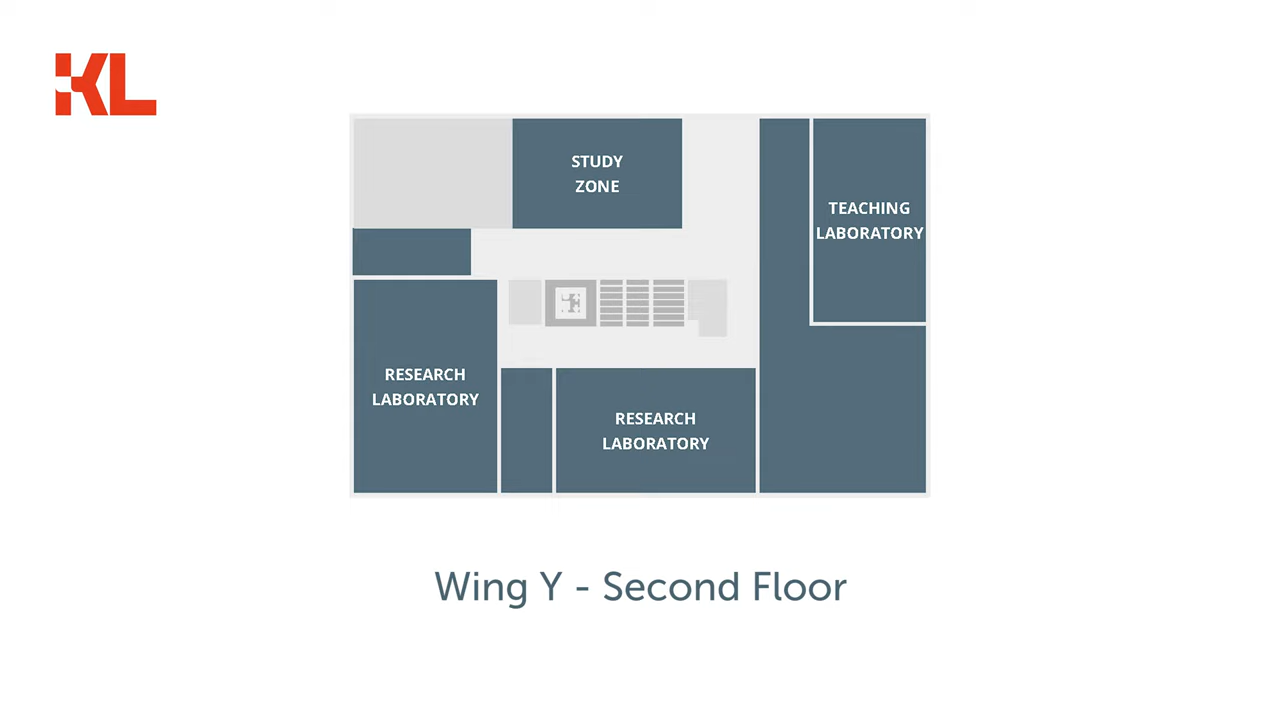 KL
STUDY
ZONE
TEACHING
LABORATORY
RESEARCH
LABORATORY
RESEARCH
LABORATORY
Wing Y - Second Floor